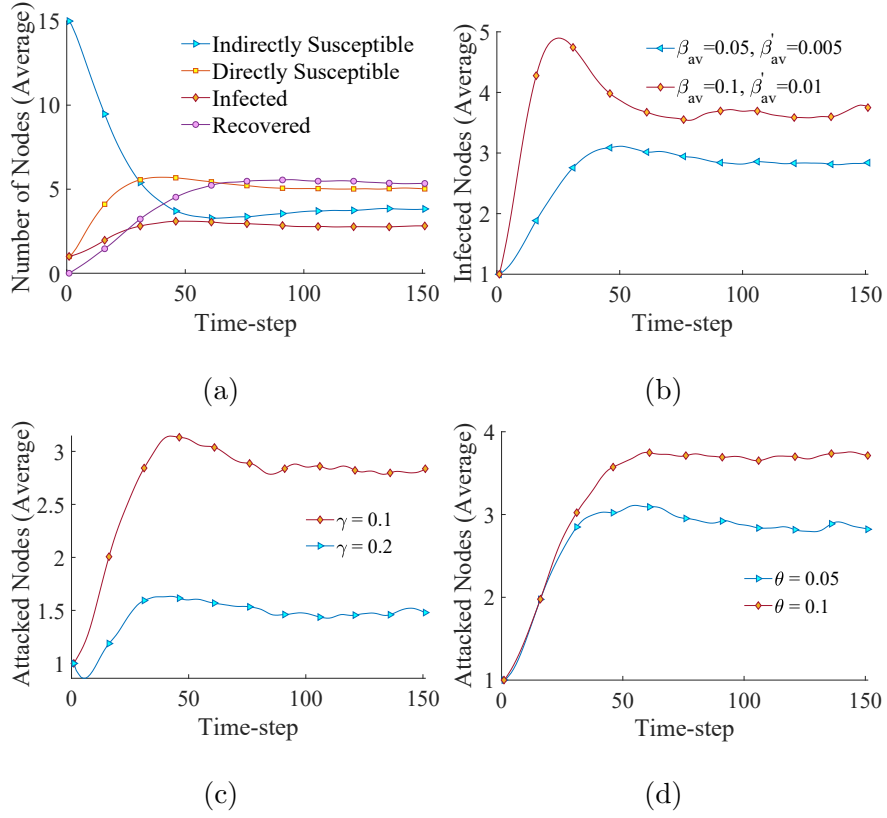 15
10
5
0
Number of Nodes (Average)
Indirectly Susceptible
Directly Susceptible
Infected
Recovered
0 50 100 150
Time-step
(a)
5
4
3
2
1
Infected Nodes (Average)
β_av=0.05, β'_av=0.005
β_av=0.1, β'_av=0.01
0 50 100 150
Time-step
(b)
3
2.5
2
1.5
1
Attacked Nodes (Average)
γ = 0.1
γ = 0.2
0 50 100 150
Time-step
(c)
4
3
2
1
Attacked Nodes (Average)
θ = 0.05
θ = 0.1
0 50 100 150
Time-step
(d)